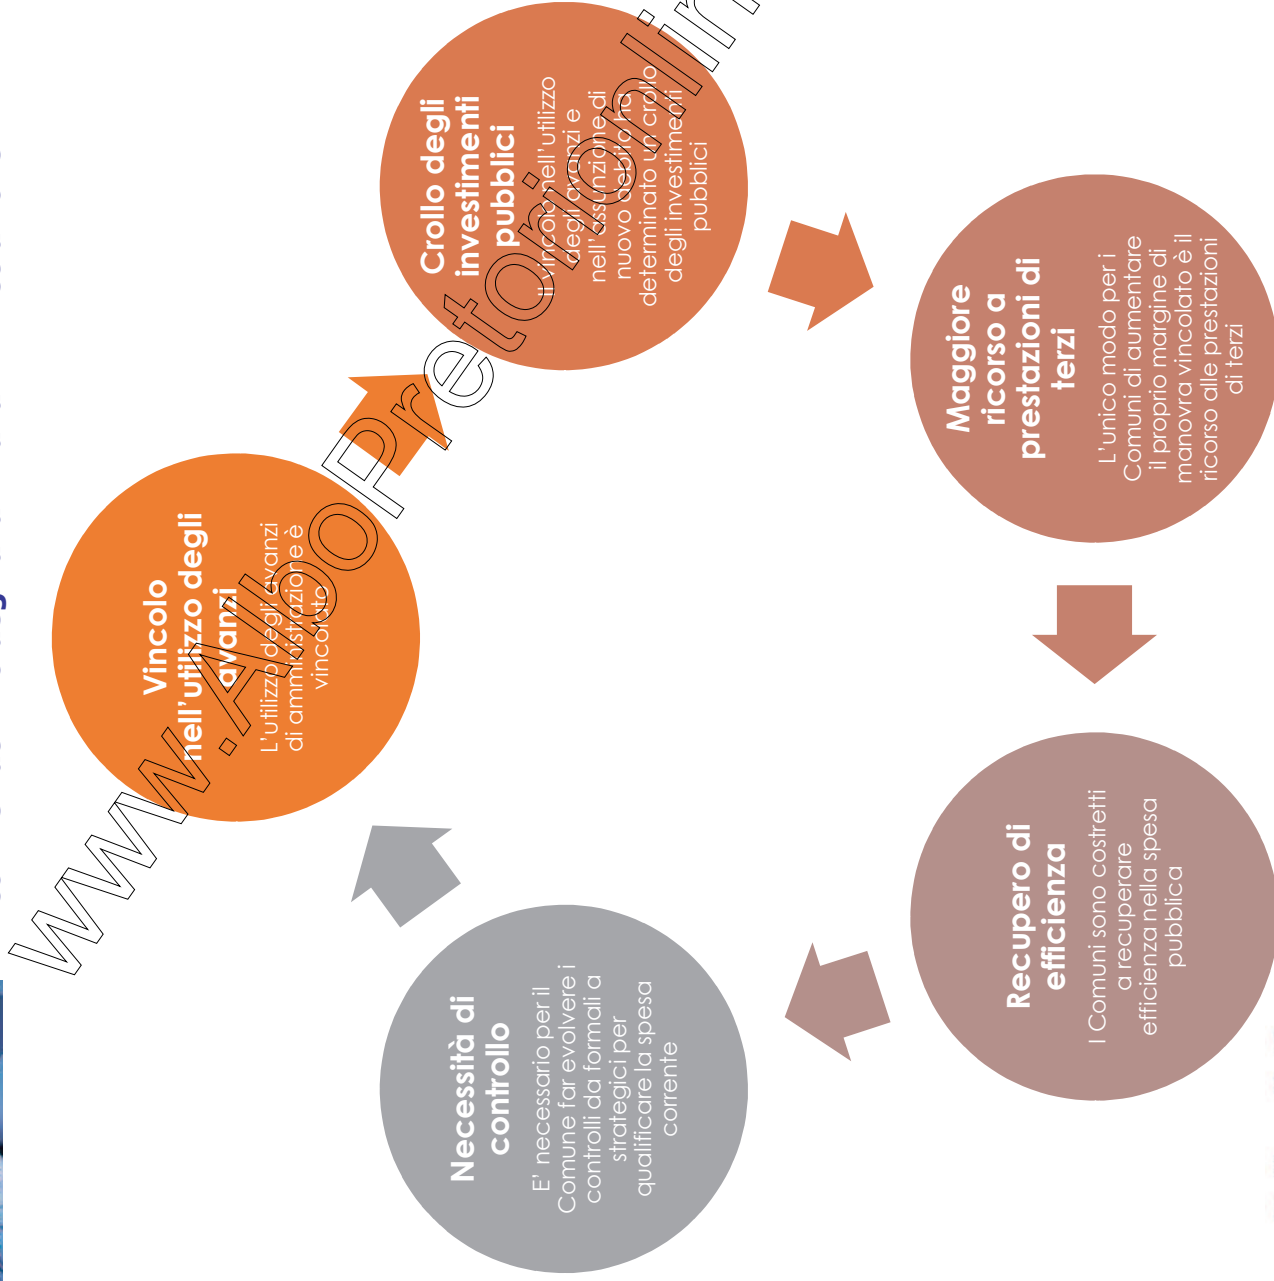 Vincolo
nell'utilizzo degli
avanzi
L'utilizzo degli avanzi
di amministrazione è
vincolato
Crollo degli
investimenti
pubblici
Il vincolo nell'utilizzo
degli avanzi e
nell'assunzione di
nuovo debito ha
determinato un crollo
degli investimenti
pubblici
Maggiore
ricorso a
prestazioni di
terzi
L'unico modo per i
Comuni di aumentare
il proprio margine di
manovra vincolato è il
ricorso alle prestazioni
di terzi
Recupero di
efficienza
I Comuni sono costretti
a recuperare
efficienza nella spesa
pubblica
Necessità di
controllo
E' necessario per il
Comune far evolvere i
controlli da formali a
strategici per
qualificare la spesa
corrente
www.AlboPretorionlin